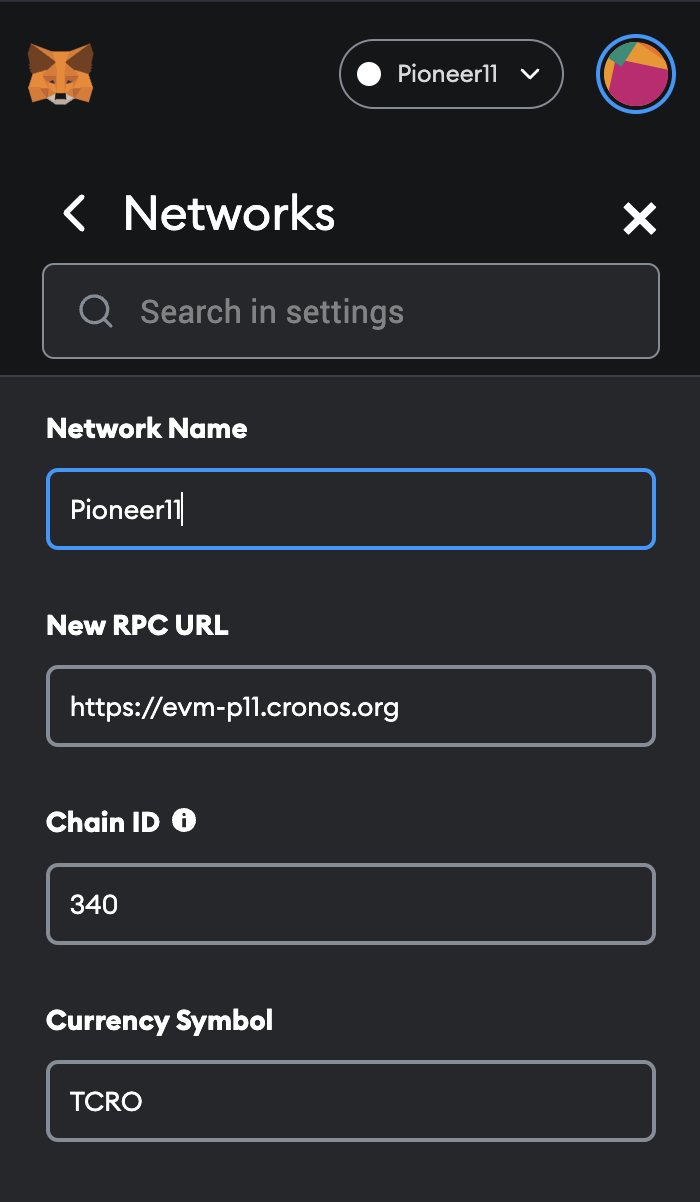 Pioneer11
Networks
Search in settings
Network Name
Pioneer11
New RPC URL
https://evm-p11.cronos.org
Chain ID
340
Currency Symbol
TCRO